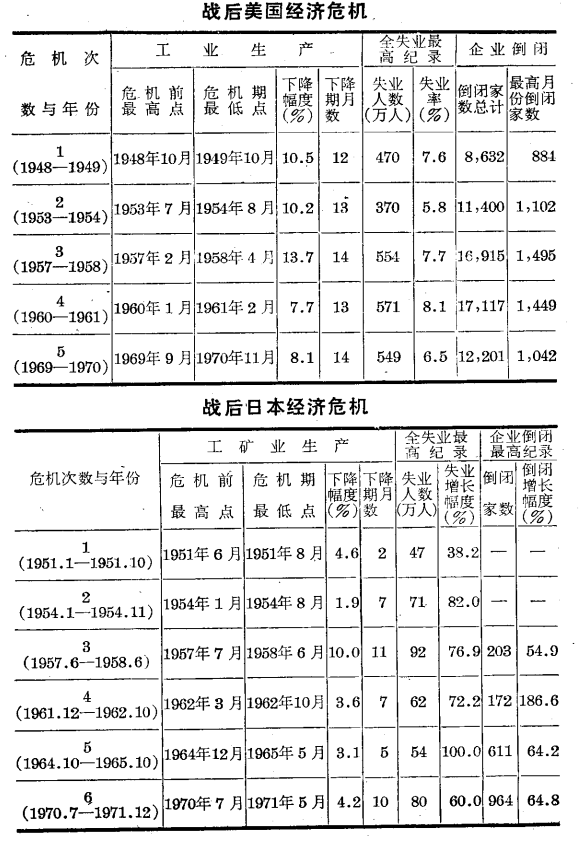 战后美国经济危机
危机次数与年份 工业生产 全失业最高纪录 企业倒闭
危机前最高点 危机期最低点 下降幅度(%) 下降期月数 失业人数(万人) 失业率(%) 倒闭家数总计 最高月份倒闭家数
1 (1948—1949) 1948年10月 1949年10月 10.5 12 470 7.6 8,632 884
2 (1953—1954) 1953年7月 1954年8月 10.2 13 370 5.8 11,400 1,102
3 (1957—1958) 1957年2月 1958年4月 13.7 14 554 7.7 16,915 1,495
4 (1960—1961) 1960年1月 1961年2月 7.7 13 571 8.1 17,117 1,449
5 (1969—1970) 1969年9月 1970年11月 8.1 14 549 6.5 12,201 1,042
战后日本经济危机
危机次数与年份 工矿业生产 全失业最高纪录 企业倒闭最高纪录
危机前最高点 危机期最低点 下降幅度(%) 下降期月数 失业人数(万人) 失业增长幅度(%) 倒闭家数 倒闭增长幅度(%)
1 (1951.1—1951.10) 1951年6月 1951年8月 4.6 2 47 38.2 — —
2 (1954.1—1954.11) 1954年1月 1954年8月 1.9 7 71 82.0 — —
3 (1957.6—1958.6) 1957年7月 1958年6月 10.0 11 92 76.9 203 54.9
4 (1961.12—1962.10) 1962年3月 1962年10月 3.6 7 62 72.2 172 186.6
5 (1964.10—1965.10) 1964年12月 1965年5月 3.1 5 54 100.0 611 64.2
6 (1970.7—1971.12) 1970年7月 1971年5月 4.2 10 80 60.0 964 64.8